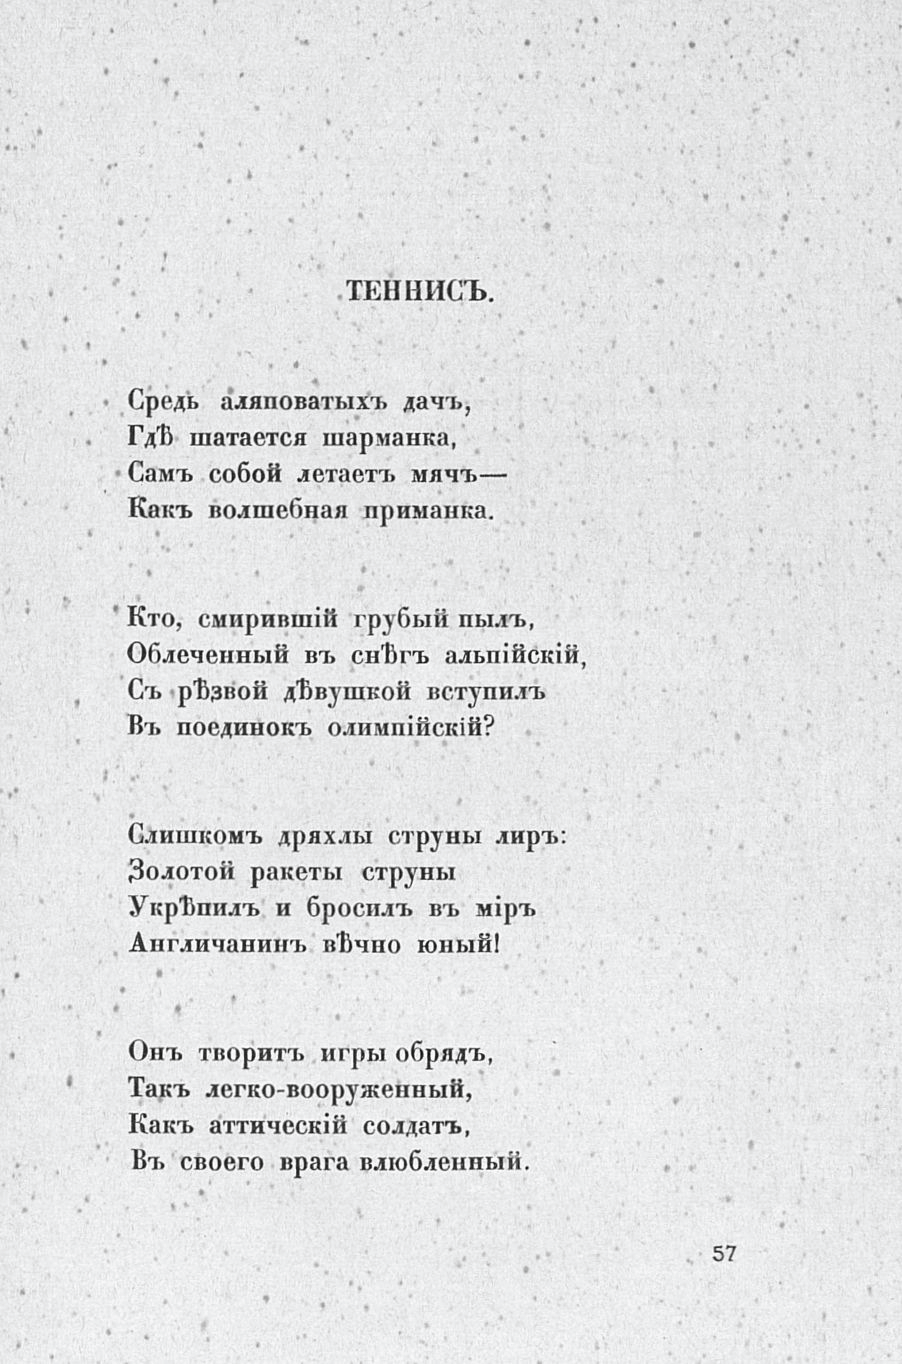 ТЕННИСЪ.
Средь аляповатыхъ дачъ,
Гдѣ шатается шарманка,
Самъ собой летаетъ мячъ—
Какъ волшебная приманка.
Кто, смирившій грубый пылъ,
Облеченный въ снѣгъ альпійскій,
Съ рѣзвой дѣвушкой вступилъ
Въ поединокъ олимпійскій?
Слишкомъ дряхлы струны лиръ:
Золотой ракеты струны
Укрѣпилъ и бросилъ въ міръ
Англичанинъ вѣчно юный!
Онъ творитъ игры обрядъ,
Такъ легко-вооруженный,
Какъ аттическій солдатъ,
Въ своего врага влюбленный.
57